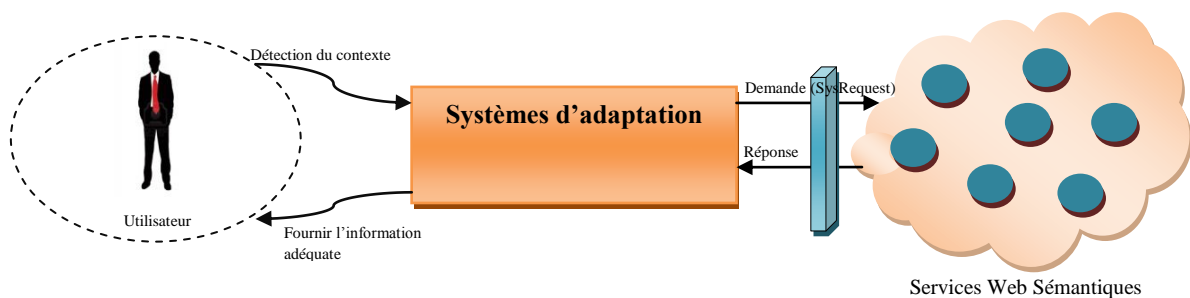 Détection du contexte
Systèmes d'adaptation
Demande (SysRequest)
Réponse
Utilisateur
Fournir l'information
adéquate
Services Web Sémantiques